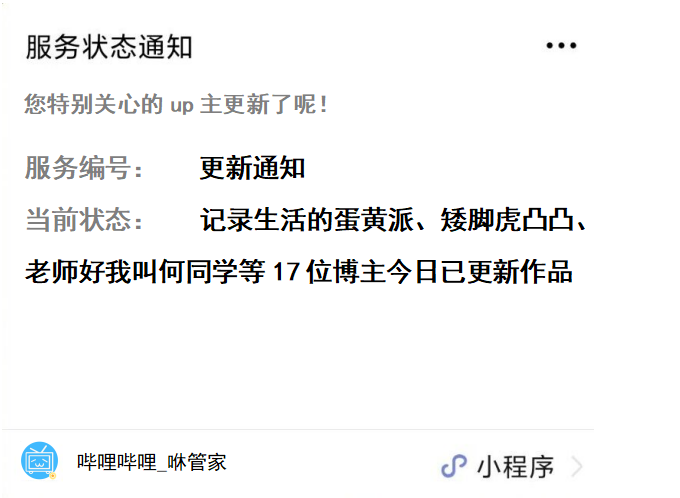 服务状态通知
您特别关心的 up 主更新了呢！
服务编号： 更新通知
当前状态： 记录生活的蛋黄派、矮脚虎凸凸、
老师好我叫何同学等 17 位博主今日已更新作品
哔哩哔哩_咻管家
小程序